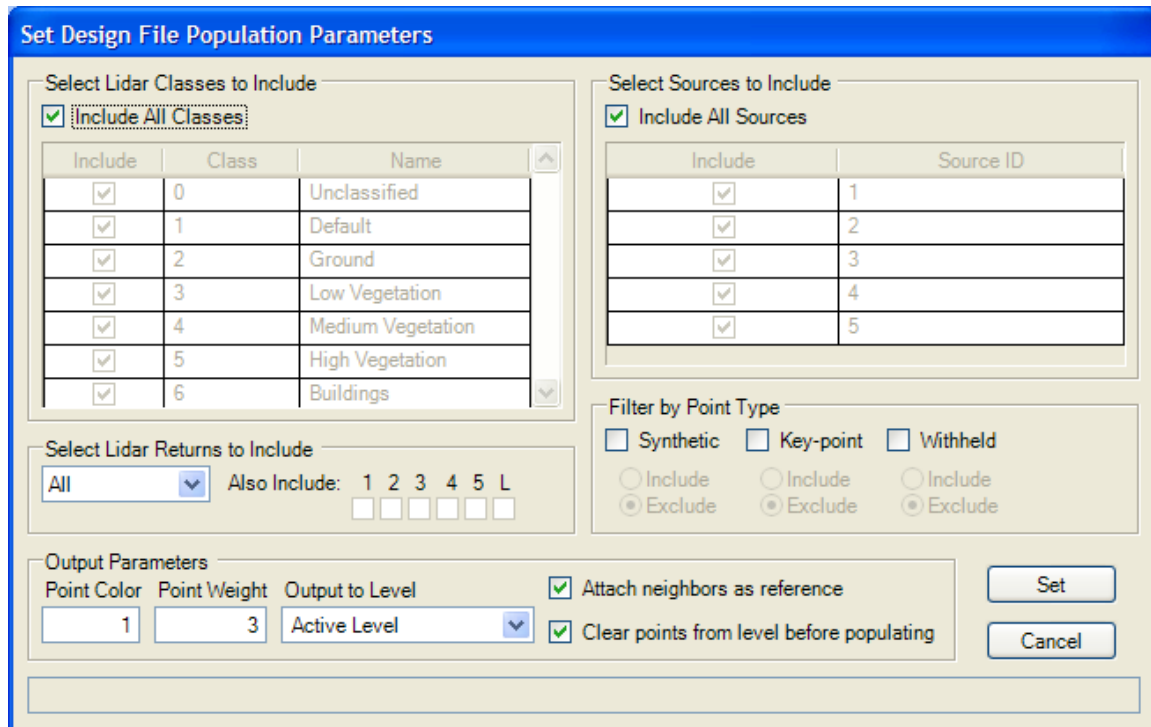 Set Design File Population Parameters
Select Lidar Classes to Include
Include All Classes
Include Class Name
0 Unclassified
1 Default
2 Ground
3 Low Vegetation
4 Medium Vegetation
5 High Vegetation
6 Buildings
Select Sources to Include
Include All Sources
Include Source ID
1
2
3
4
5
Select Lidar Returns to Include
All Also Include: 1 2 3 4 5 L
Filter by Point Type
Synthetic Key-point Withheld
Include Include Include
Exclude Exclude Exclude
Output Parameters
Point Color Point Weight Output to Level
1 3 Active Level
Attach neighbors as reference
Clear points from level before populating
Set
Cancel